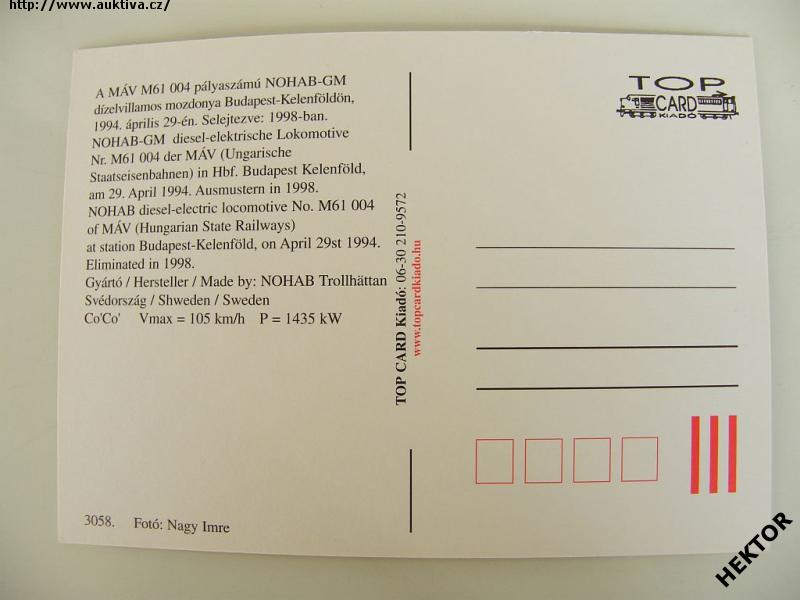 http://www.auktiva.cz/
A MÁV M61 004 pályaszámú NOHAB-GM
dízelvillamos mozdonya Budapest-Kelenföldön,
1994. április 29-én. Selejtezve: 1998-ban.
NOHAB-GM diesel-elektrische Lokomotive
Nr. M61 004 der MÁV (Ungarische
Staatseisenbahnen) in Hbf. Budapest Kelenföld,
am 29. April 1994. Ausmustern in 1998.
NOHAB diesel-electric locomotive No. M61 004
of MÁV (Hungarian State Railways)
at station Budapest-Kelenföld, on April 29st 1994.
Eliminated in 1998.
Gyártó / Hersteller / Made by: NOHAB Trollhättan
Svédország / Shweden / Sweden
Co'Co' Vmax = 105 km/h P = 1435 kW
3058. Fotó: Nagy Imre
TOP CARD Kiadó: 06-30 210-9572
www.topcardkiado.hu
TOP
CARD
KIADÓ
HEKTOR